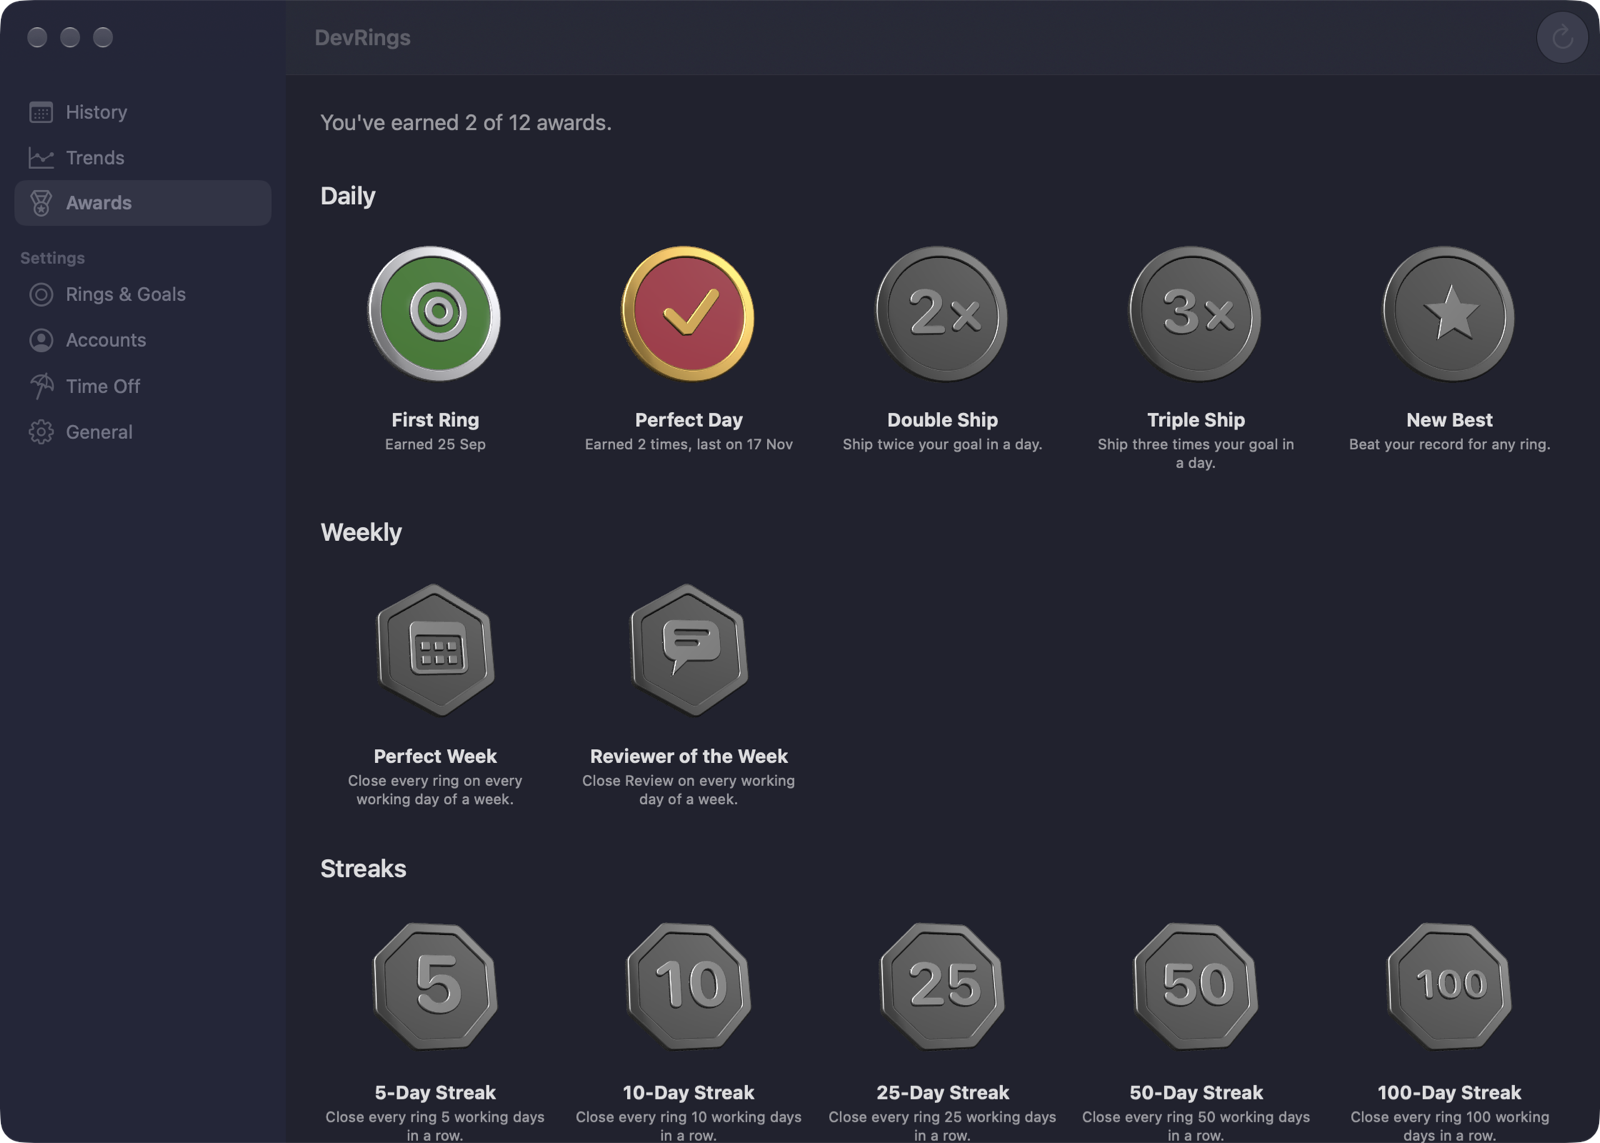 DevRings
History
Trends
Awards
Settings
Rings & Goals
Accounts
Time Off
General
You've earned 2 of 12 awards.
Daily
2×
3×
First Ring
Earned 25 Sep
Perfect Day
Earned 2 times, last on 17 Nov
Double Ship
Ship twice your goal in a day.
Triple Ship
Ship three times your goal in
a day.
New Best
Beat your record for any ring.
Weekly
Perfect Week
Close every ring on every
working day of a week.
Reviewer of the Week
Close Review on every working
day of a week.
Streaks
5
10
25
50
100
5-Day Streak
Close every ring 5 working days
in a row.
10-Day Streak
Close every ring 10 working days
in a row.
25-Day Streak
Close every ring 25 working days
in a row.
50-Day Streak
Close every ring 50 working days
in a row.
100-Day Streak
Close every ring 100 working
days in a row.